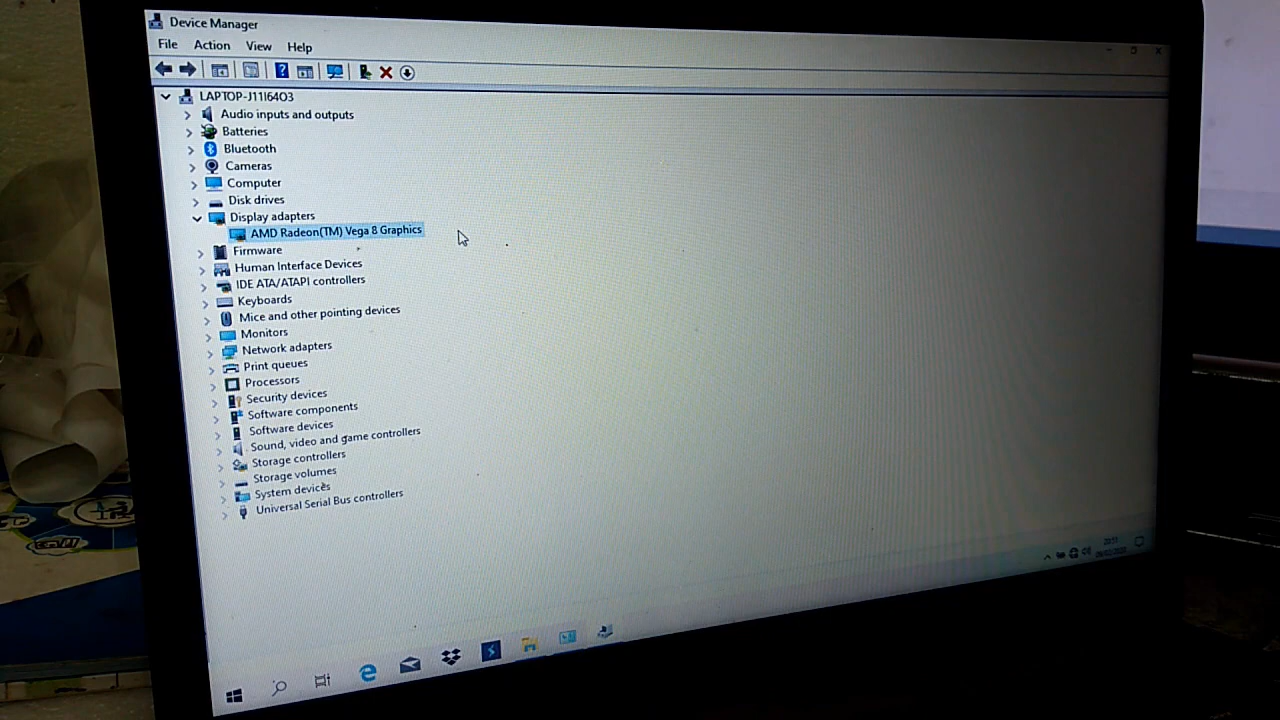 Device Manager
File Action View Help
LAPTOP-J11I64O3
Audio inputs and outputs
Batteries
Bluetooth
Cameras
Computer
Disk drives
Display adapters
AMD Radeon(TM) Vega 8 Graphics
Firmware
Human Interface Devices
IDE ATA/ATAPI controllers
Keyboards
Mice and other pointing devices
Monitors
Network adapters
Print queues
Processors
Security devices
Software components
Software devices
Sound, video and game controllers
Storage controllers
Storage volumes
System devices
Universal Serial Bus controllers